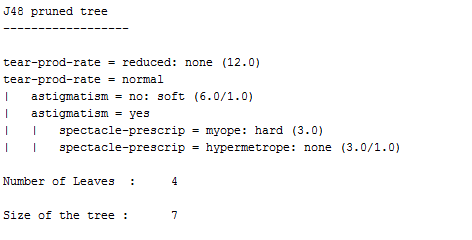 J48 pruned tree
------------------
tear-prod-rate = reduced: none (12.0)
tear-prod-rate = normal
|   astigmatism = no: soft (6.0/1.0)
|   astigmatism = yes
|   |   spectacle-prescrip = myope: hard (3.0)
|   |   spectacle-prescrip = hypermetrope: none (3.0/1.0)
Number of Leaves  :     4
Size of the tree :      7